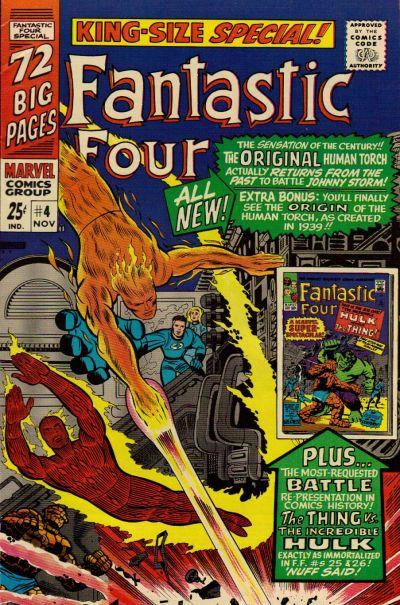 FANTASTIC
FOUR
SPECIAL
KING-SIZE SPECIAL!
APPROVED
BY THE
COMICS
CODE
AUTHORITY
72
BIG
PAGES
Fantastic
Four
MARVEL
COMICS
GROUP
25¢
IND.
#4
NOV
THE SENSATION OF THE CENTURY!!
THE ORIGINAL HUMAN TORCH
ACTUALLY RETURNS FROM THE
PAST TO BATTLE JOHNNY STORM!
ALL
NEW!
EXTRA BONUS: YOU'LL FINALLY
SEE THE ORIGIN OF THE
HUMAN TORCH, AS CREATED
IN 1939!!
Fantastic
Four
A MARVEL
SUPER-
SPECTACULAR!
HULK
The THING!
PLUS...
THE MOST-REQUESTED
BATTLE
RE-PRESENTATION IN
COMICS HISTORY!
The THING vs.
THE INCREDIBLE
HULK
EXACTLY AS IMMORTALIZED
IN F.F. #s 25 & 26!
'NUFF SAID!